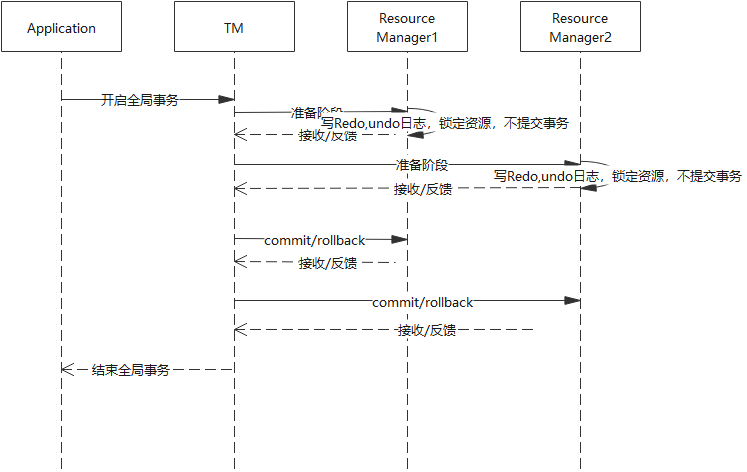 Application
TM
Resource
Manager1
Resource
Manager2
开启全局事务
准备阶段
写Redo,undo日志，锁定资源，不提交事务
接收/反馈
准备阶段
写Redo,undo日志，锁定资源，不提交事务
接收/反馈
commit/rollback
接收/反馈
commit/rollback
接收/反馈
结束全局事务